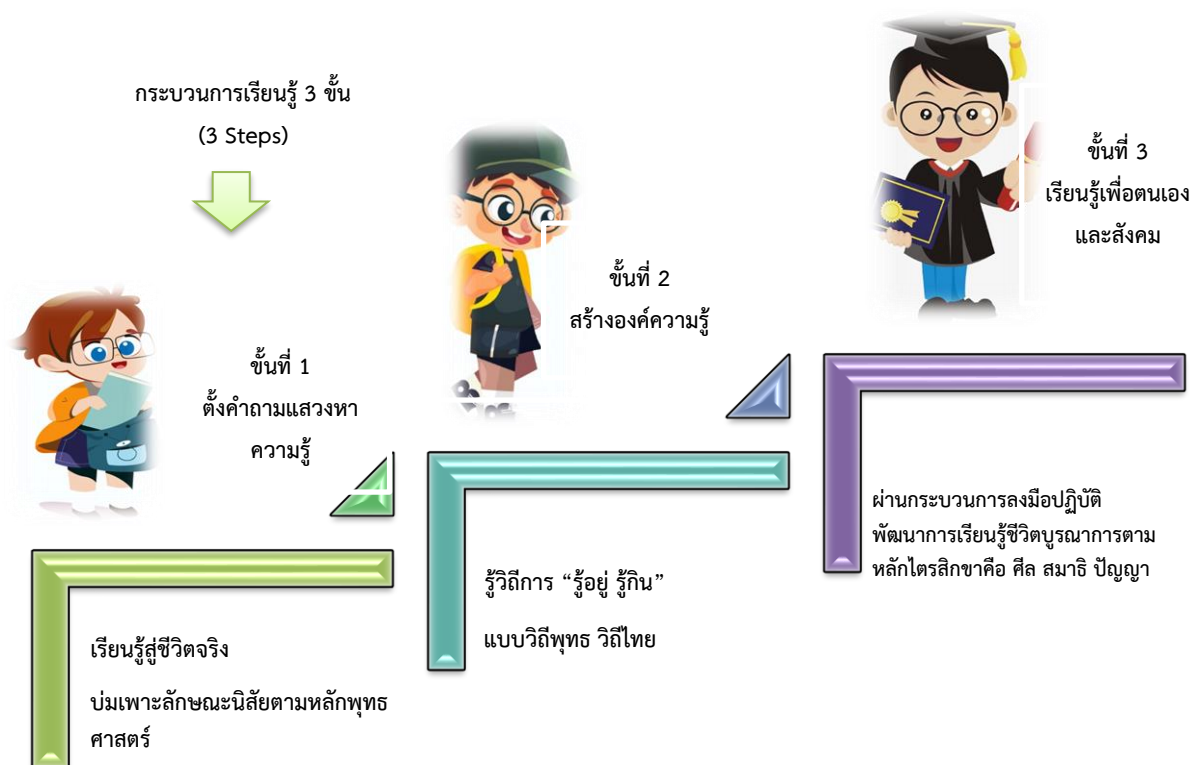 กระบวนการเรียนรู้ 3 ขั้น
(3 Steps)
ขั้นที่ 1
ตั้งคำถามแสวงหา
ความรู้
เรียนรู้สู่ชีวิตจริง
บ่มเพาะลักษณะนิสัยตามหลักพุทธ
ศาสตร์
ขั้นที่ 2
สร้างองค์ความรู้
รู้วิถีการ “รู้อยู่ รู้กิน”
แบบวิถีพุทธ วิถีไทย
ขั้นที่ 3
เรียนรู้เพื่อตนเอง
และสังคม
ผ่านกระบวนการลงมือปฏิบัติ
พัฒนาการเรียนรู้ชีวิตบูรณาการตาม
หลักไตรสิกขาคือ ศีล สมาธิ ปัญญา